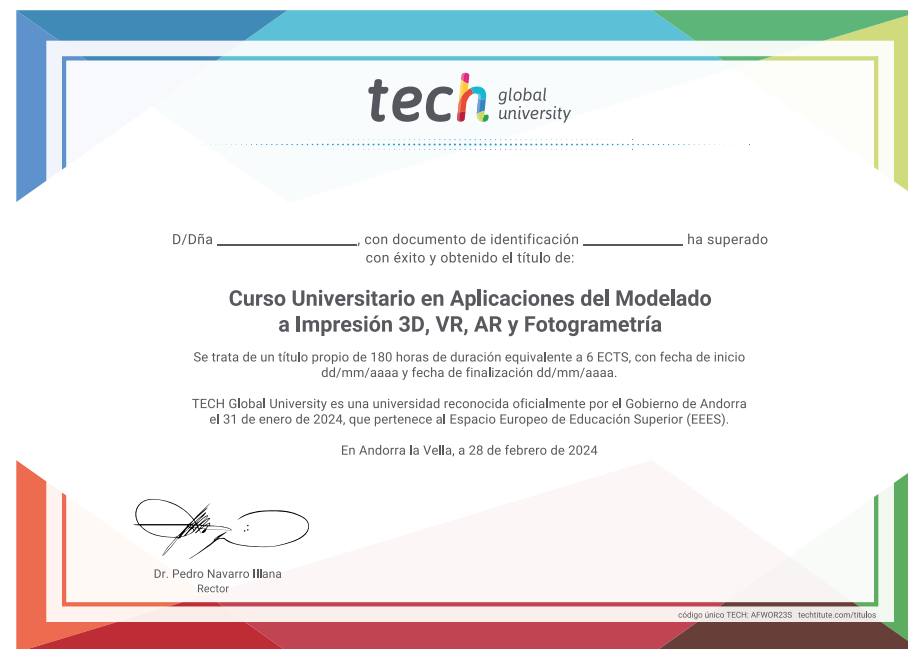 tech global university
D/Dña ____________________, con documento de identificación ______________ ha superado
con éxito y obtenido el título de:
Curso Universitario en Aplicaciones del Modelado
a Impresión 3D, VR, AR y Fotogrametría
Se trata de un título propio de 180 horas de duración equivalente a 6 ECTS, con fecha de inicio
dd/mm/aaaa y fecha de finalización dd/mm/aaaa.
TECH Global University es una universidad reconocida oficialmente por el Gobierno de Andorra
el 31 de enero de 2024, que pertenece al Espacio Europeo de Educación Superior (EEES).
En Andorra la Vella, a 28 de febrero de 2024
Dr. Pedro Navarro Illana
Rector
código único TECH: AFWOR23S techtitute.com/titulos